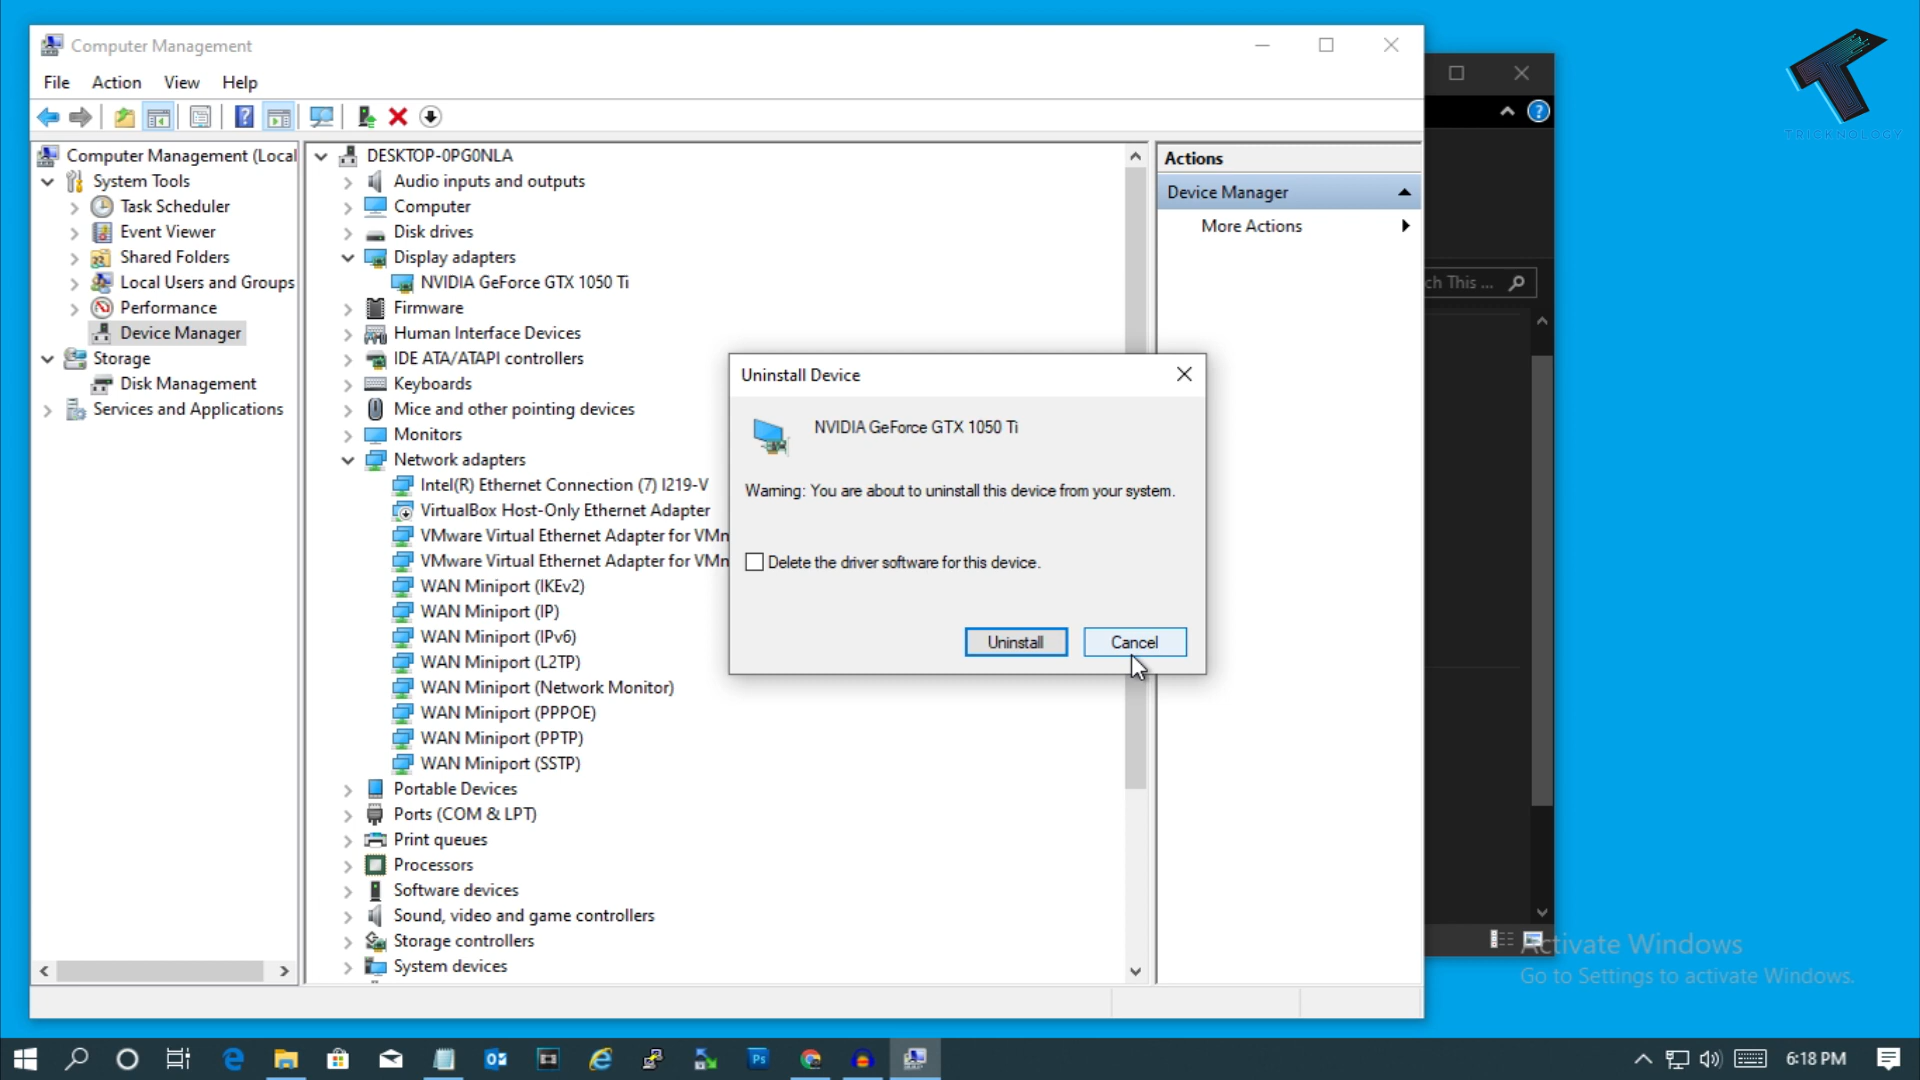 Computer Management
File Action View Help
Computer Management (Local
System Tools
Task Scheduler
Event Viewer
Shared Folders
Local Users and Groups
Performance
Device Manager
Storage
Disk Management
Services and Applications
DESKTOP-0PG0NLA
Audio inputs and outputs
Computer
Disk drives
Display adapters
NVIDIA GeForce GTX 1050 Ti
Firmware
Human Interface Devices
IDE ATA/ATAPI controllers
Keyboards
Mice and other pointing devices
Monitors
Network adapters
Intel(R) Ethernet Connection (7) I219-V
VirtualBox Host-Only Ethernet Adapter
VMware Virtual Ethernet Adapter for VMn
VMware Virtual Ethernet Adapter for VMn
WAN Miniport (IKEv2)
WAN Miniport (IP)
WAN Miniport (IPv6)
WAN Miniport (L2TP)
WAN Miniport (Network Monitor)
WAN Miniport (PPPOE)
WAN Miniport (PPTP)
WAN Miniport (SSTP)
Portable Devices
Ports (COM & LPT)
Print queues
Processors
Software devices
Sound, video and game controllers
Storage controllers
System devices
Actions
Device Manager
More Actions
Uninstall Device
NVIDIA GeForce GTX 1050 Ti
Warning: You are about to uninstall this device from your system.
Delete the driver software for this device.
Uninstall
Cancel
ch This ...
TRICKNOLOGY
Activate Windows
Go to Settings to activate Windows.
Ps
6:18 PM